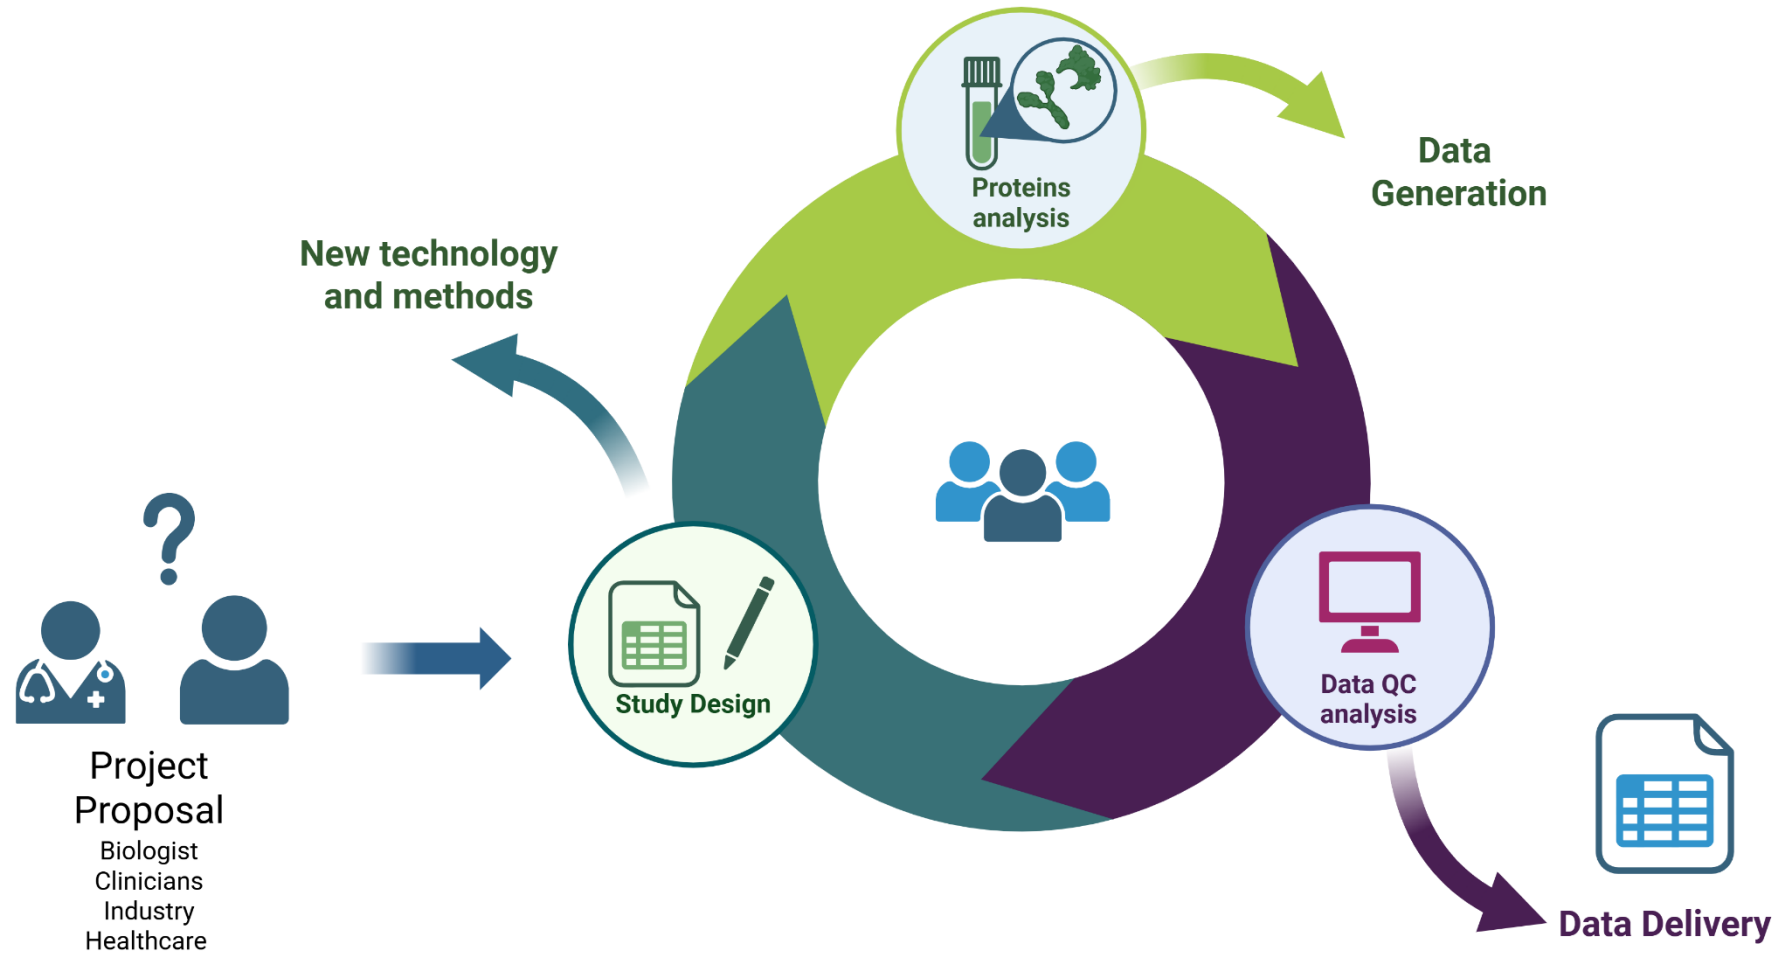 Proteins
analysis
Data
Generation
New technology
and methods
Study Design
Data QC
analysis
Project
Proposal
Biologist
Clinicians
Industry
Healthcare
Data Delivery